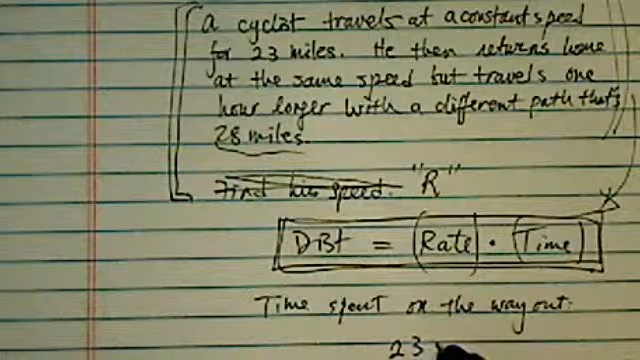 a cyclist travels at a constant speed
for 23 miles. He then returns home
at the same speed but travels one
hour longer with a different path that's
28 miles.
Find his speed. "R"
Dist = (Rate) · (Time)
Time spent on the way out:
23